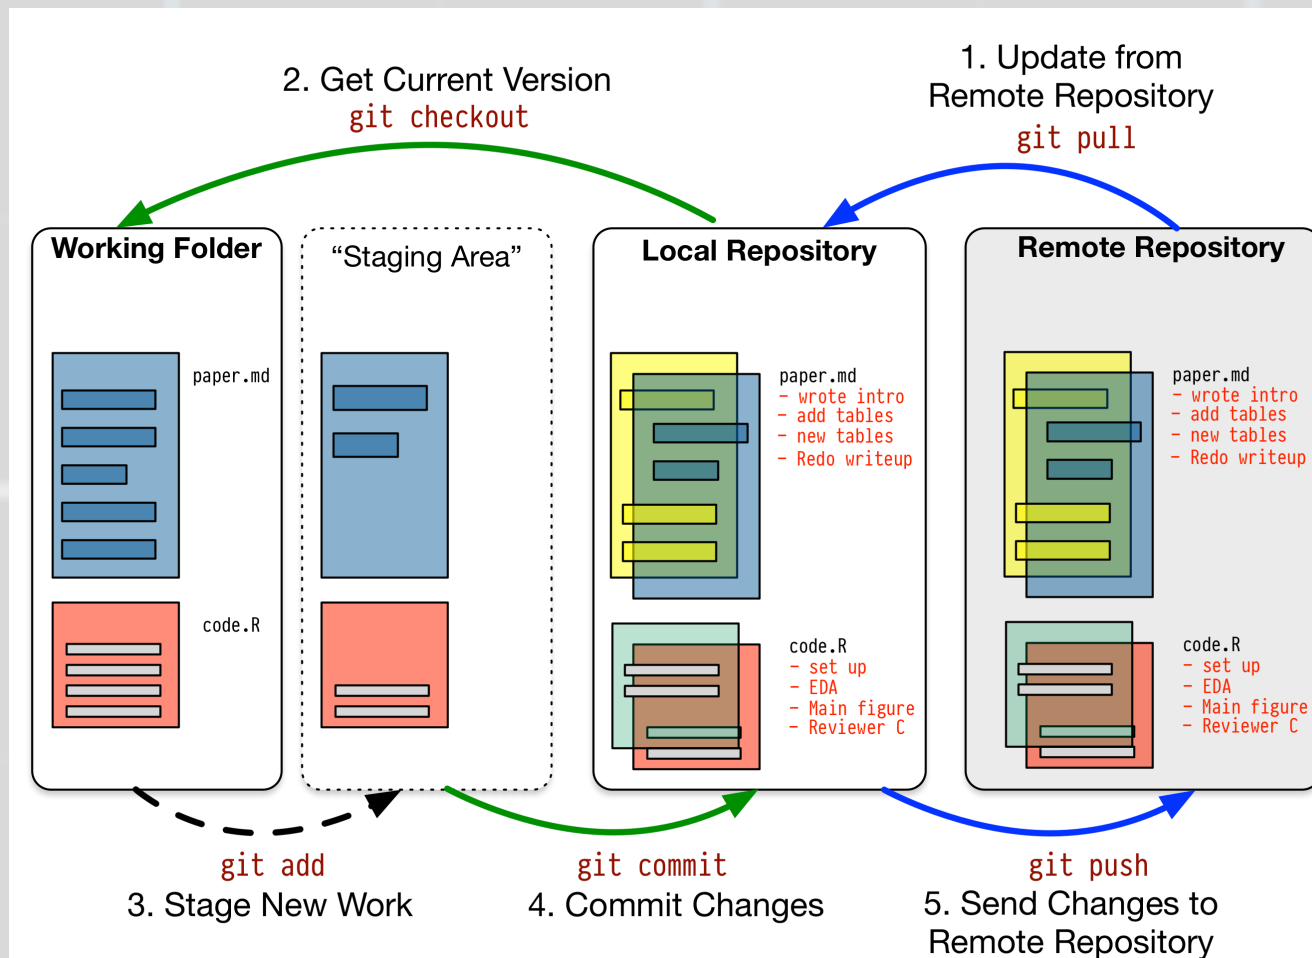 2. Get Current Version
git checkout
1. Update from
Remote Repository
git pull
Working Folder
“Staging Area”
Local Repository
Remote Repository
paper.md
code.R
paper.md
- wrote intro
- add tables
- new tables
- Redo writeup
code.R
- set up
- EDA
- Main figure
- Reviewer C
paper.md
- wrote intro
- add tables
- new tables
- Redo writeup
code.R
- set up
- EDA
- Main figure
- Reviewer C
git add
3. Stage New Work
git commit
4. Commit Changes
git push
5. Send Changes to
Remote Repository